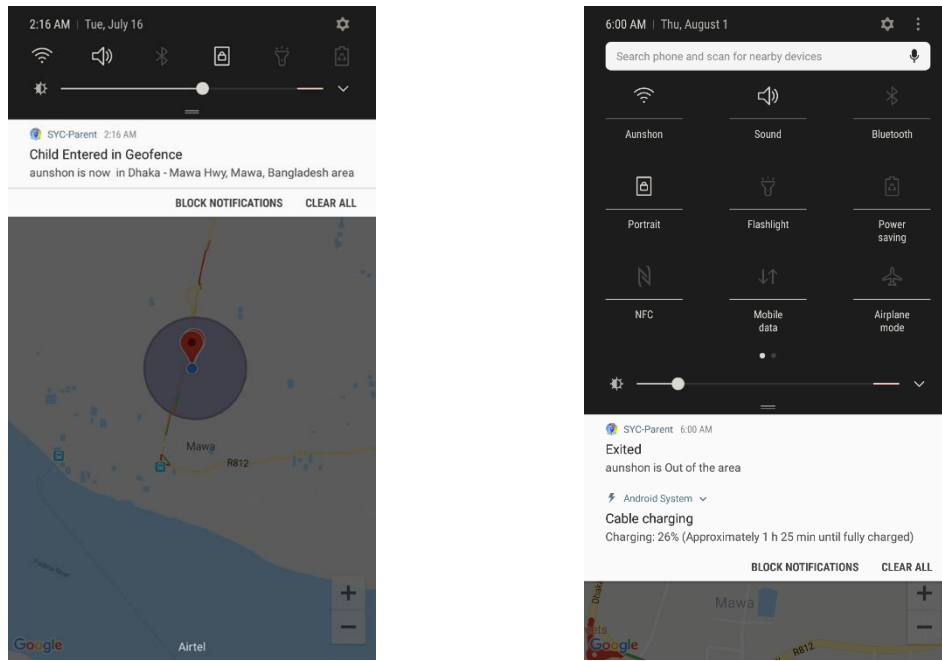 2:16 AM | Tue, July 16
SYC-Parent 2:16 AM
Child Entered in Geofence
aunshon is now in Dhaka - Mawa Hwy, Mawa, Bangladesh area
BLOCK NOTIFICATIONS CLEAR ALL
Mawa
R812
Padma River
+
−
Google
Airtel
6:00 AM | Thu, August 1
Search phone and scan for nearby devices
Aunshon Sound Bluetooth
Portrait Flashlight Power
saving
NFC Mobile
data Airplane
mode
SYC-Parent 6:00 AM
Exited
aunshon is Out of the area
Android System
Cable charging
Charging: 26% (Approximately 1 h 25 min until fully charged)
BLOCK NOTIFICATIONS CLEAR ALL
Dhaka
Mawa
+
−
Google
R812